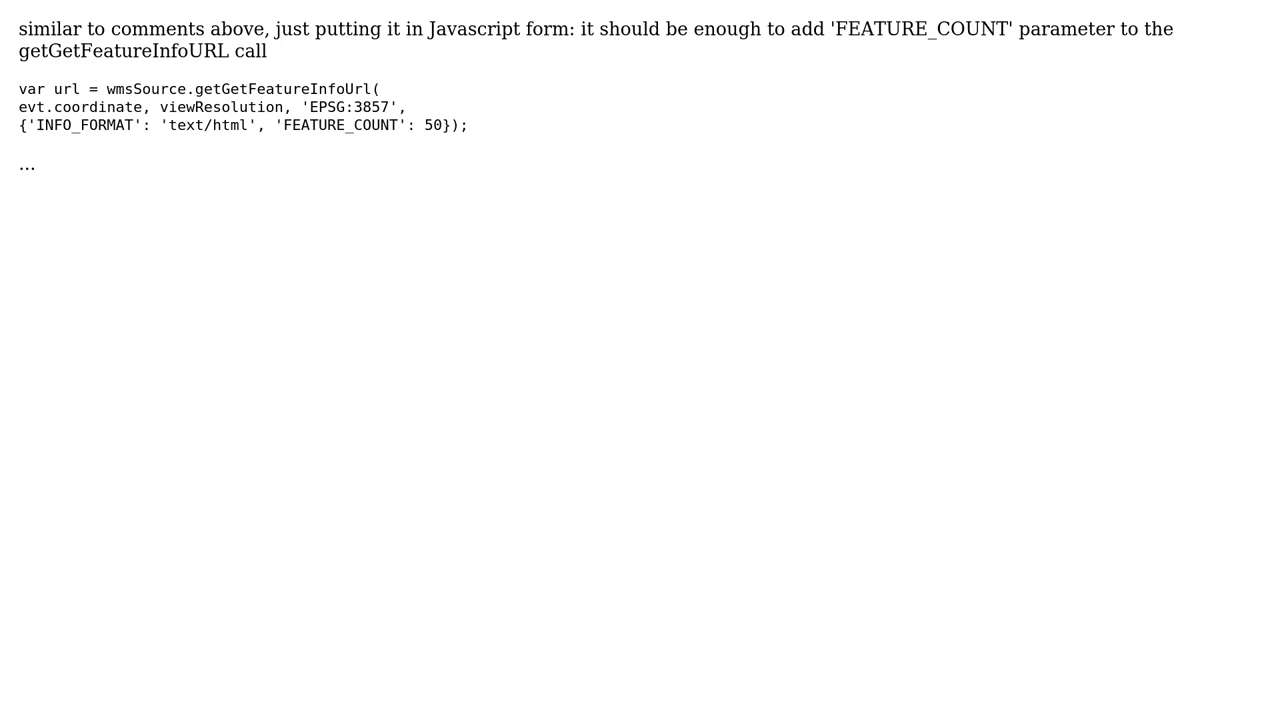 similar to comments above, just putting it in Javascript form: it should be enough to add 'FEATURE_COUNT' parameter to the
getGetFeatureInfoURL call
var url = wmsSource.getGetFeatureInfoUrl(
evt.coordinate, viewResolution, 'EPSG:3857',
{'INFO_FORMAT': 'text/html', 'FEATURE_COUNT': 50});
...